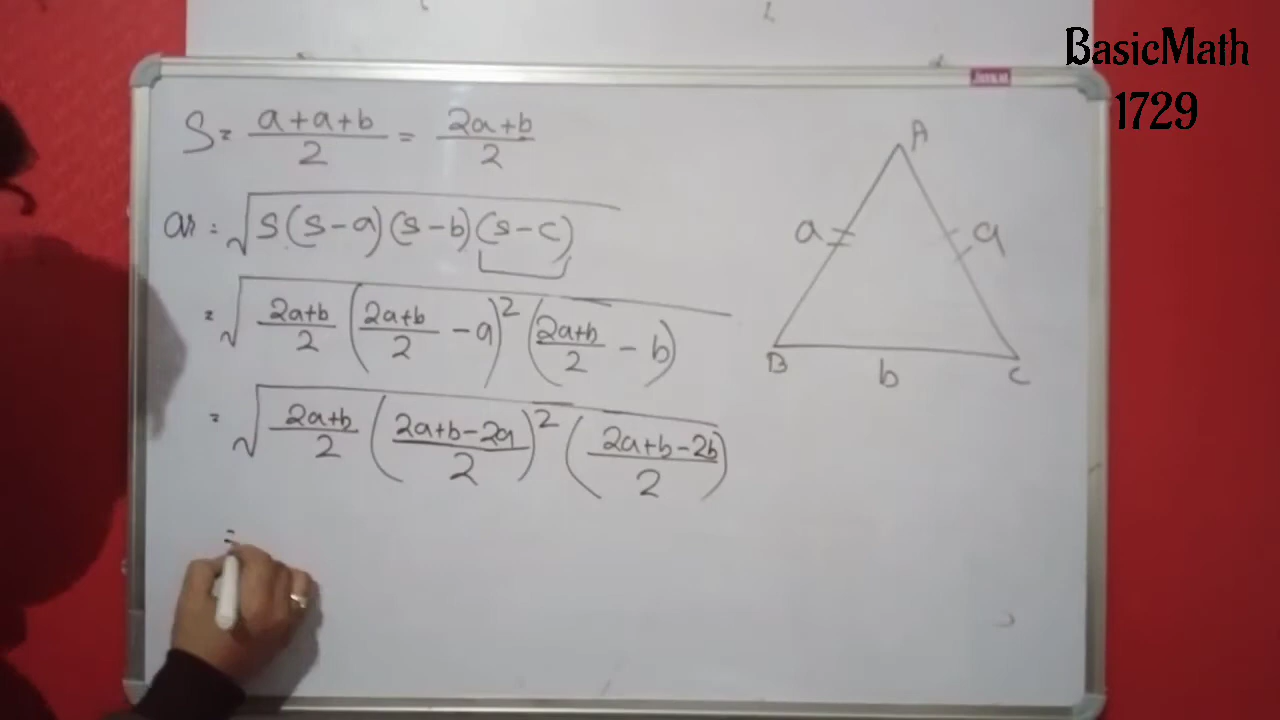 BasicMath
1729
S = (a+a+b)/2 = (2a+b)/2
ar = √(s(s-a)(s-b)(s-c))
= √((2a+b)/2 ((2a+b)/2 - a)² ((2a+b)/2 - b))
= √((2a+b)/2 ((2a+b-2a)/2)² ((2a+b-2b)/2))
=
A
a a
B b C